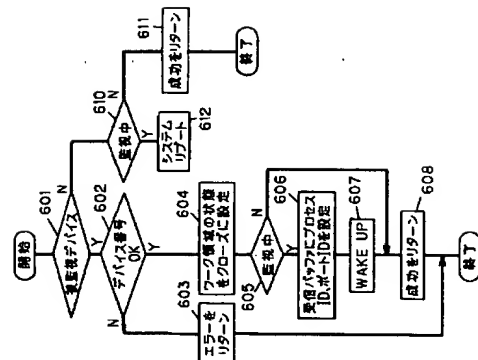 開始
601
被監視デバイス
Y
N
602
デバイス番号
OK
N
Y
603
エラーを
リターン
604
ワーク領域の状態
をクローズに設定
605
監視中
N
Y
606
受信バッファにプロセス
ID、ポートIDを設定
607
WAKE UP
608
成功をリターン
終了
610
監視中
N
Y
611
成功をリターン
612
システム
リブート
終了